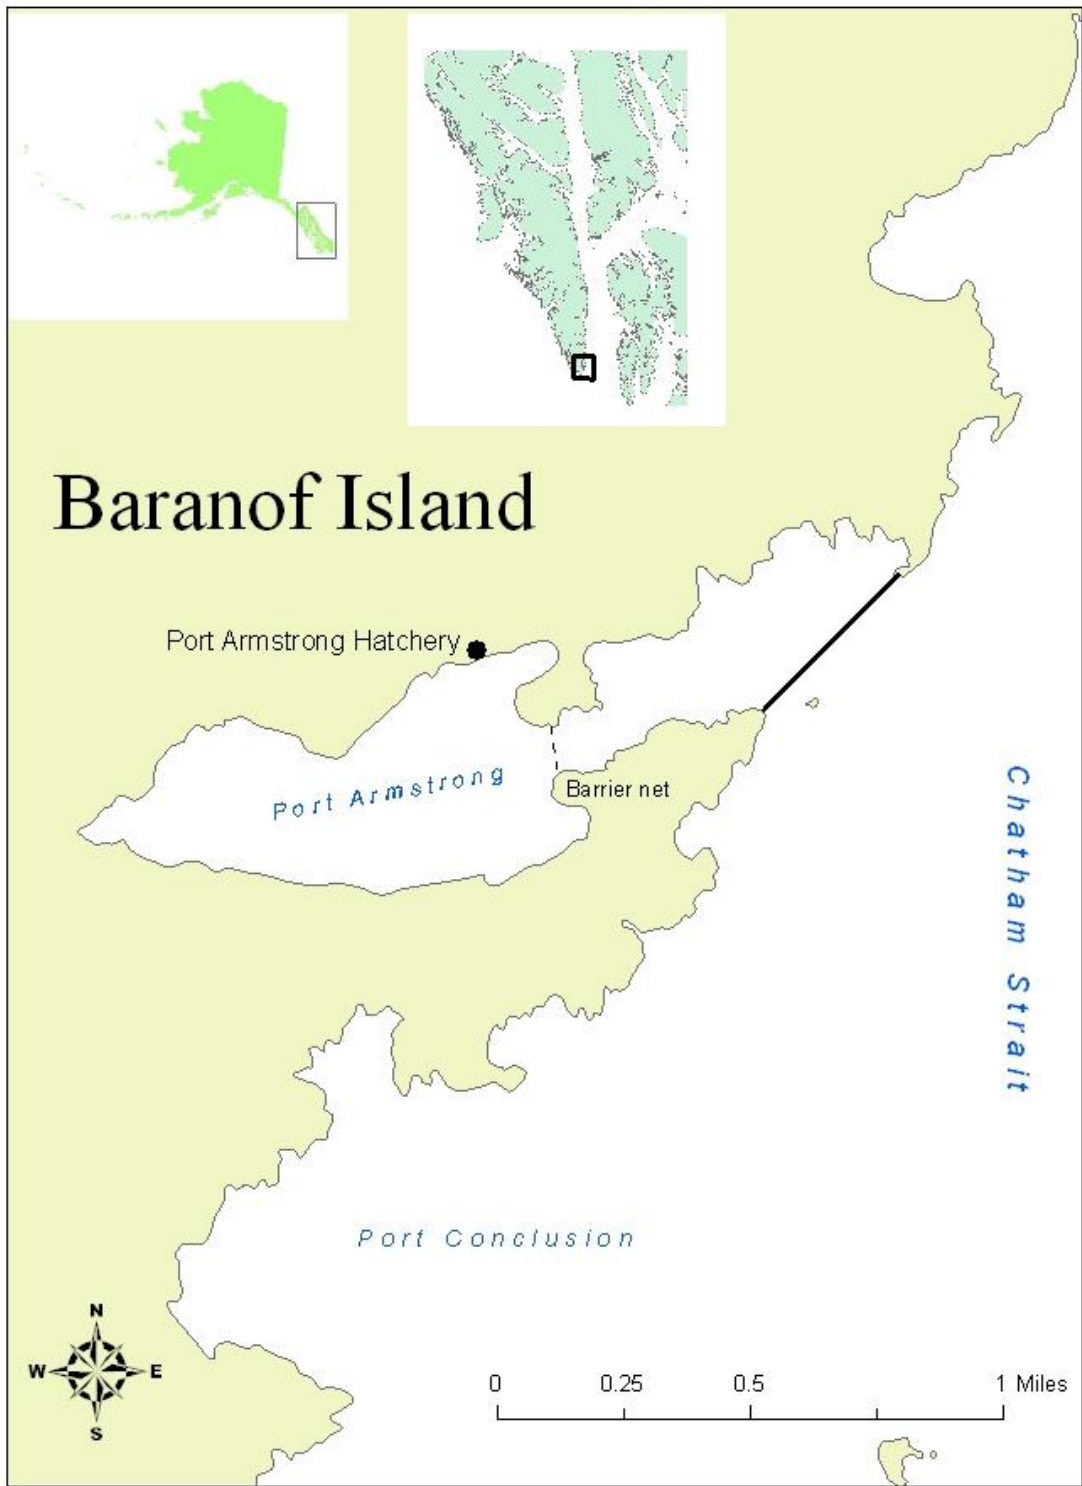 Baranof Island
Port Armstrong Hatchery
Port Armstrong
Barrier net
Chatham Strait
Port Conclusion
N
W E
S
0 0.25 0.5 1 Miles